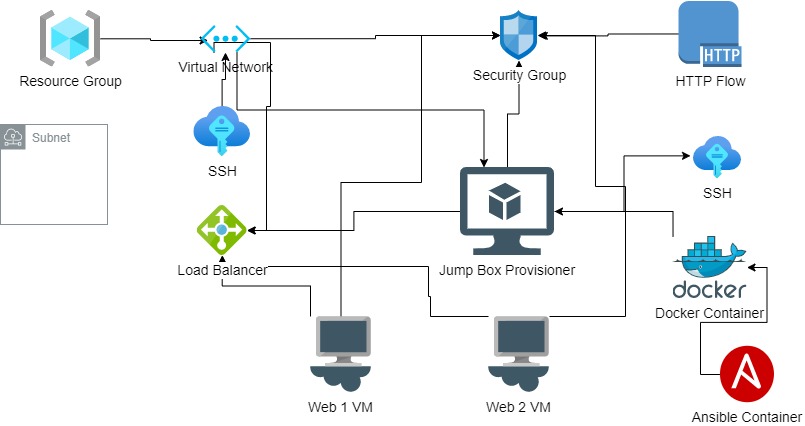 Resource Group
Virtual Network
Security Group
HTTP
HTTP Flow
Subnet
SSH
SSH
Load Balancer
Jump Box Provisioner
docker
Docker Container
Web 1 VM
Web 2 VM
A
Ansible Container